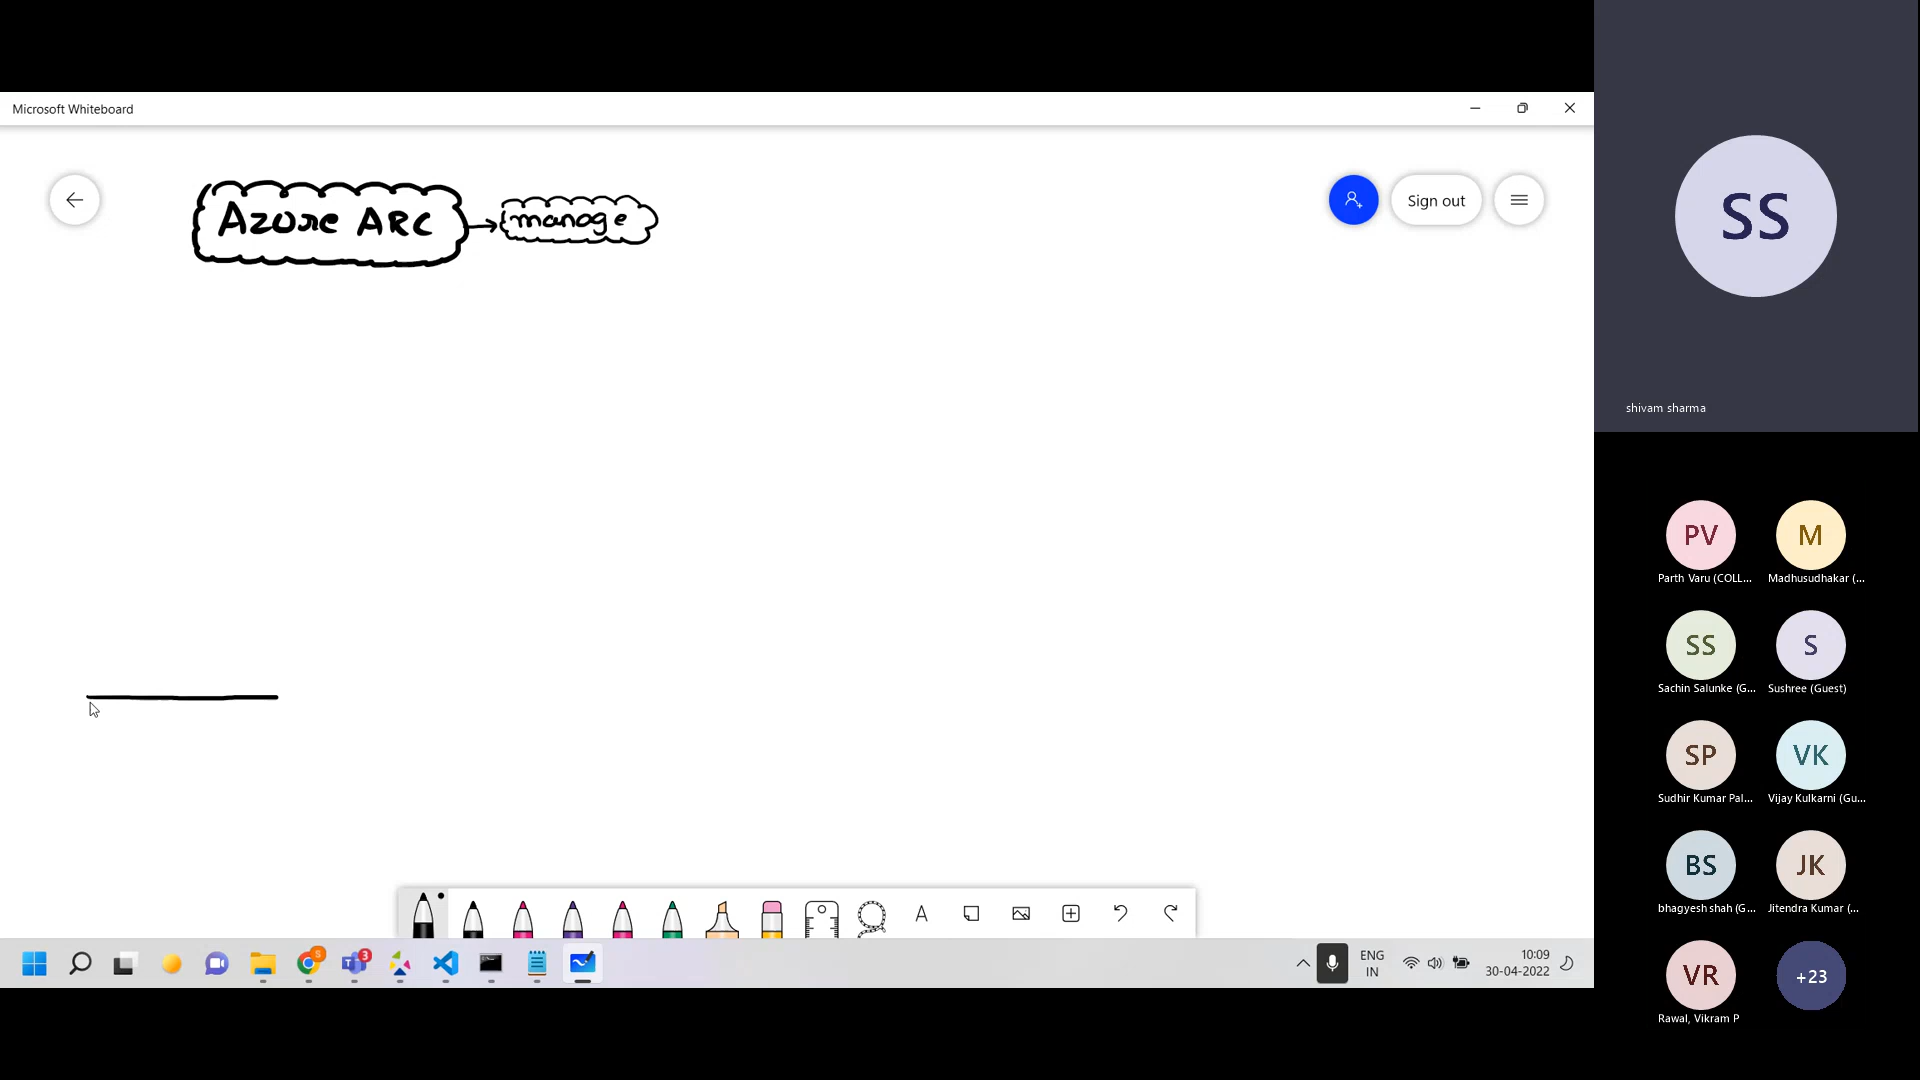 Microsoft Whiteboard
Azure ARC
manage
Sign out
SS
shivam sharma
PV
M
Parth Varu (COLL...
Madhusudhakar (...
SS
S
Sachin Salunke (G...
Sushree (Guest)
SP
VK
Sudhir Kumar Pal...
Vijay Kulkarni (Gu...
BS
JK
bhagyesh shah (G...
Jitendra Kumar (...
VR
+23
Rawal, Vikram P
A
S
3
ENG
IN
10:09
30-04-2022